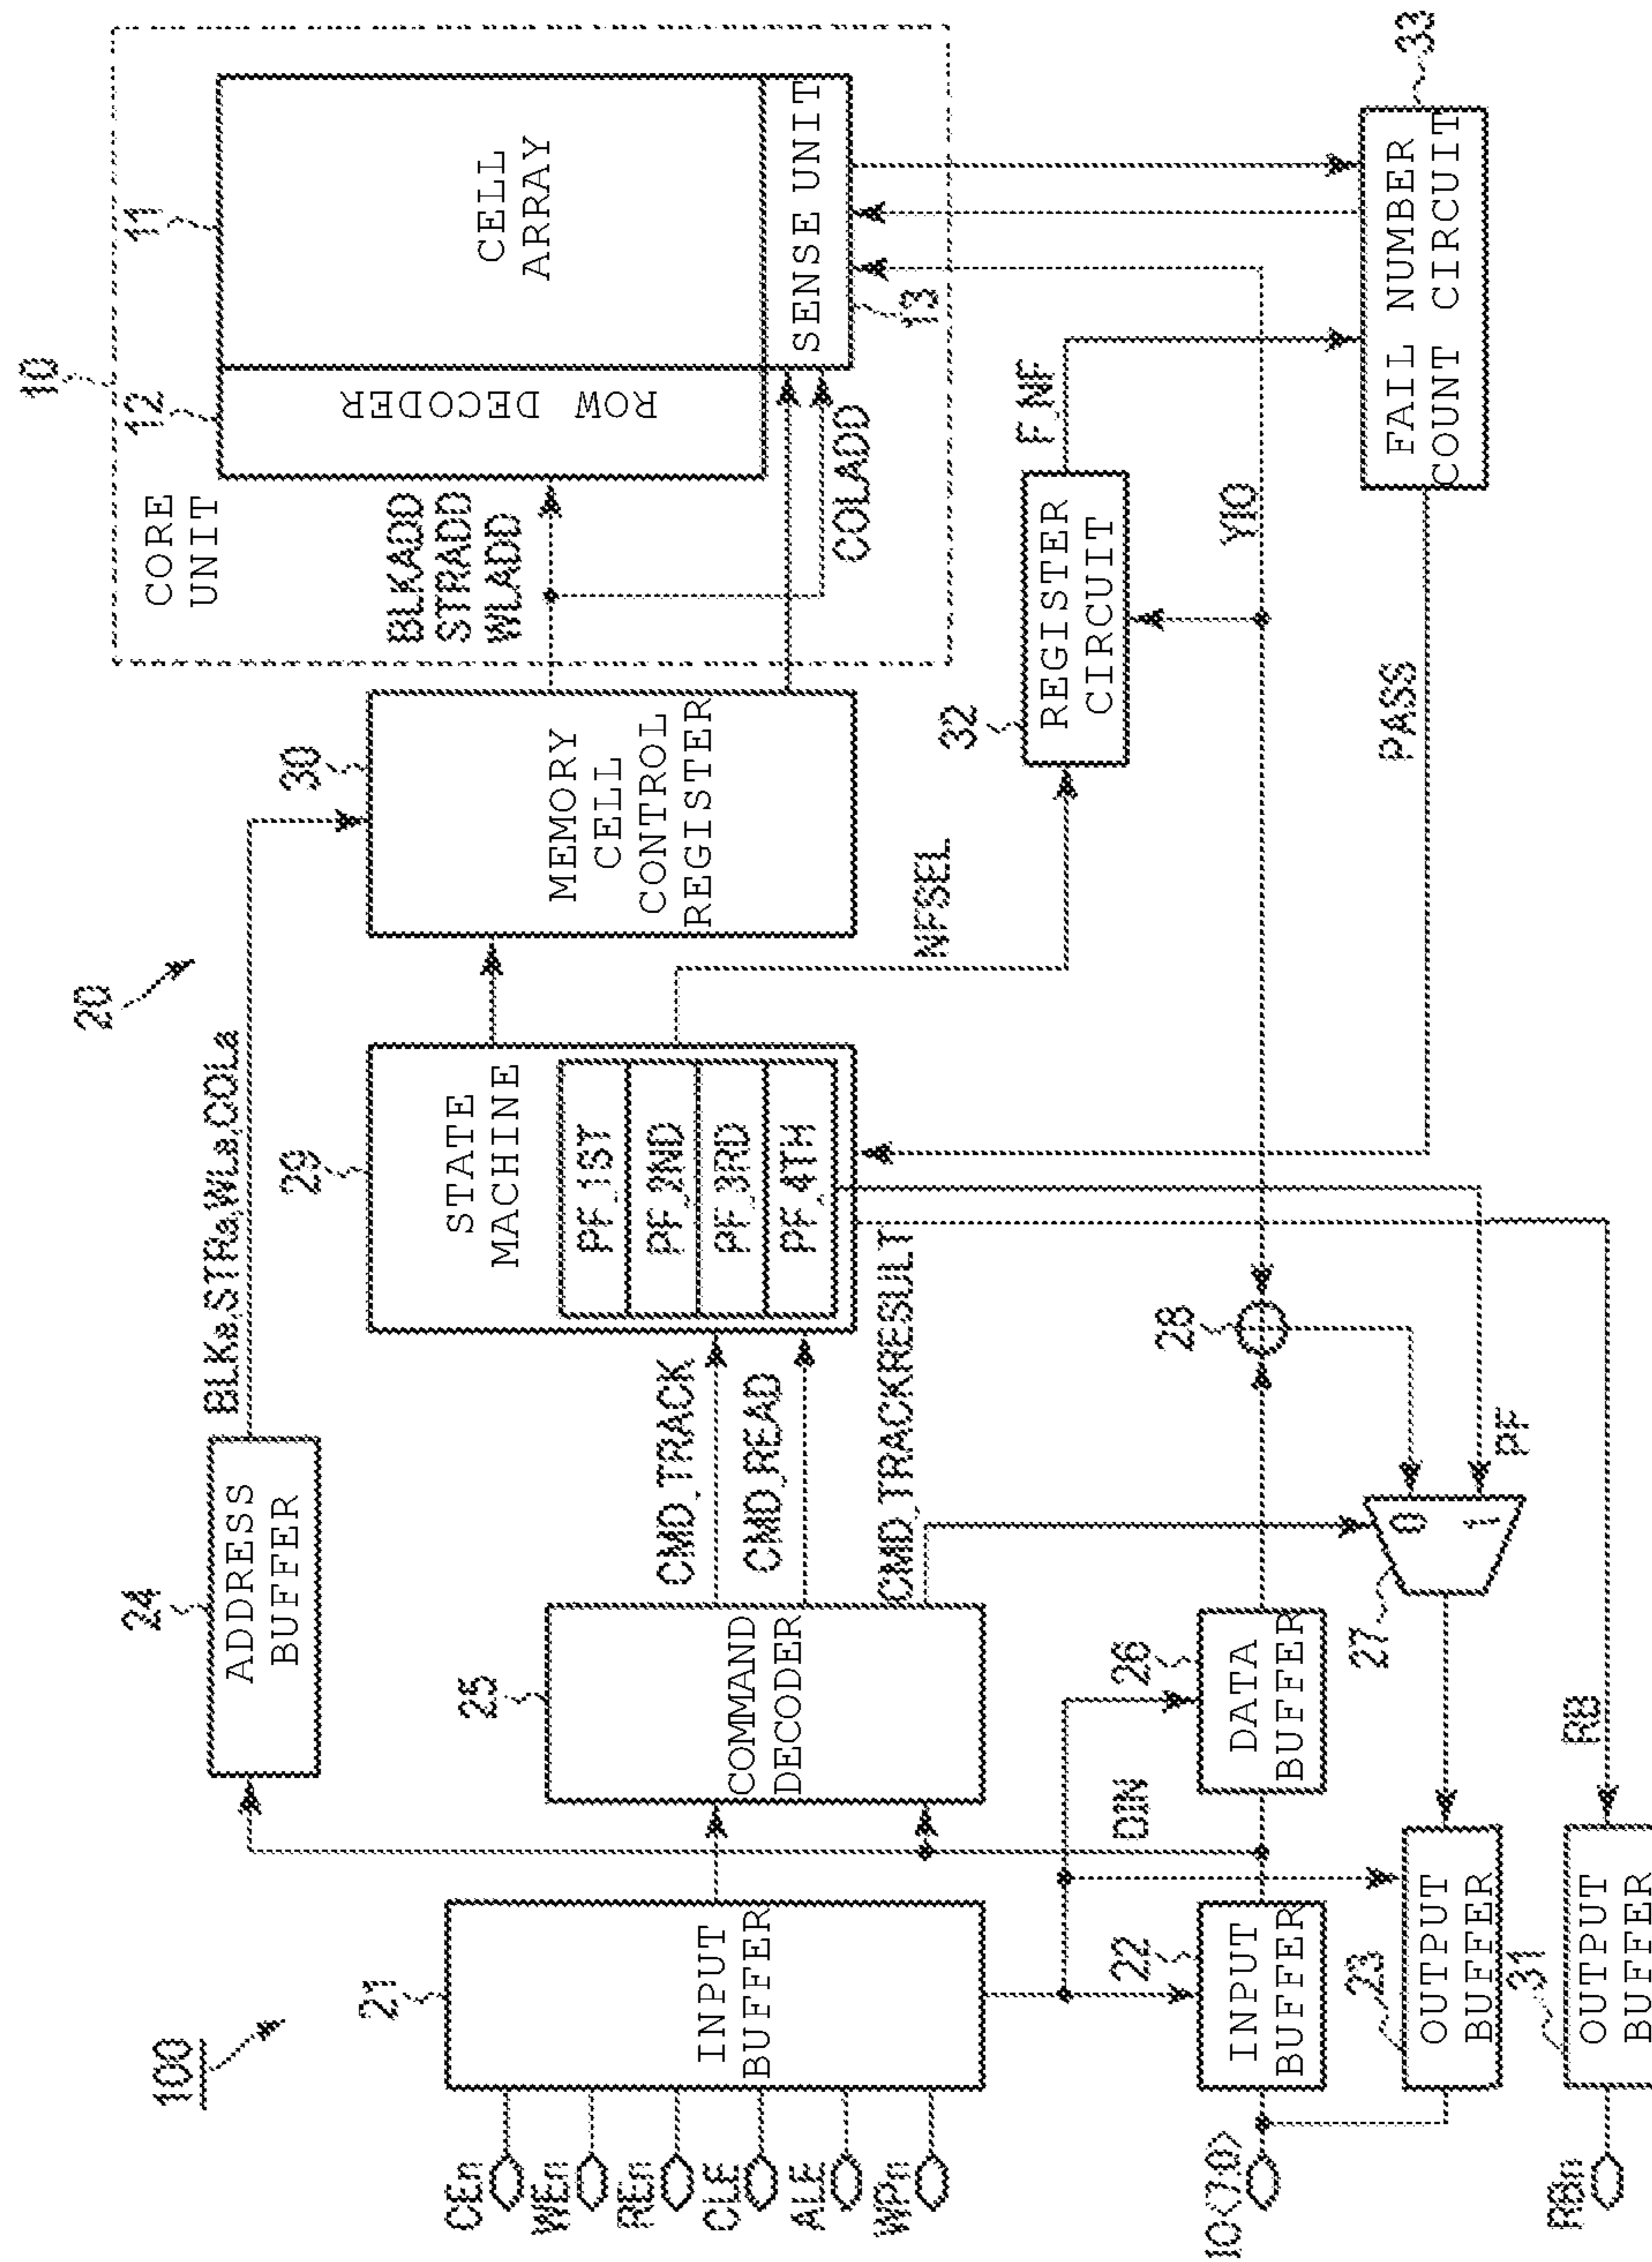 100
20
10
CORE
UNIT
12
11
ROW DECODER
CELL
ARRAY
SENSE UNIT
13
BLKADD
STRADD
WLADD
COLADD
24
ADDRESS
BUFFER
BLKa,STRa,WLa,COLa
21
INPUT
BUFFER
CEn
WEn
REn
CLE
ALE
WPn
25
COMMAND
DECODER
CMD_TRACK
CMD_READ
CMD_TRACKRESULT
29
STATE
MACHINE
PF_1ST
PF_2ND
PF_3RD
PF_4TH
30
MEMORY
CELL
CONTROL
REGISTER
NFSEL
32
REGISTER
CIRCUIT
F_NF
YIO
33
FAIL NUMBER
COUNT CIRCUIT
PASS
IO<7:0>
22
INPUT
BUFFER
DIN
26
DATA
BUFFER
28
27
0
1
PF
23
OUTPUT
BUFFER
31
OUTPUT
BUFFER
RB
RBn